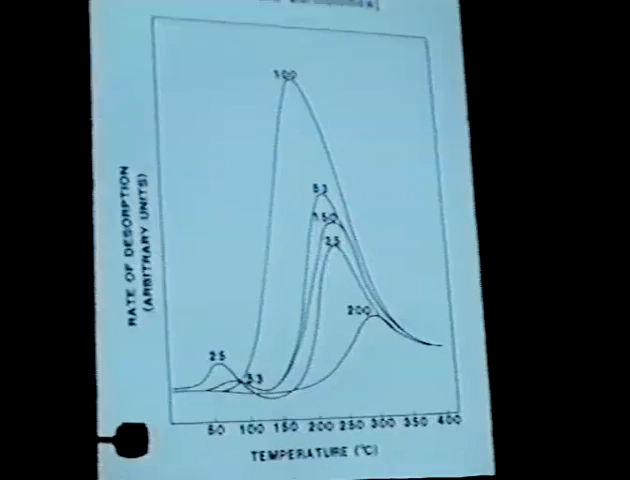 100
53
150
25
200
25
53
RATE OF DESORPTION
(ARBITRARY UNITS)
50 100 150 200 250 300 350 400
TEMPERATURE (°C)